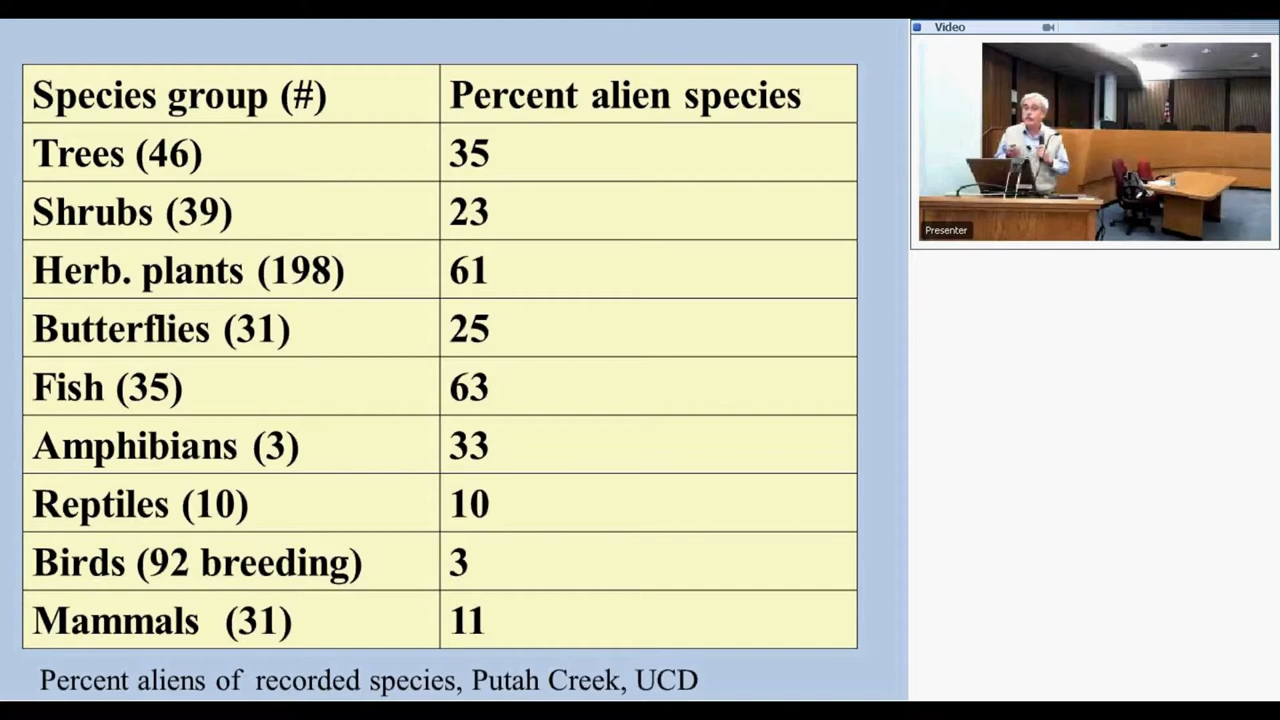 Species group (#) Percent alien species
Trees (46) 35
Shrubs (39) 23
Herb. plants (198) 61
Butterflies (31) 25
Fish (35) 63
Amphibians (3) 33
Reptiles (10) 10
Birds (92 breeding) 3
Mammals (31) 11
Percent aliens of recorded species, Putah Creek, UCD
Video
Presenter